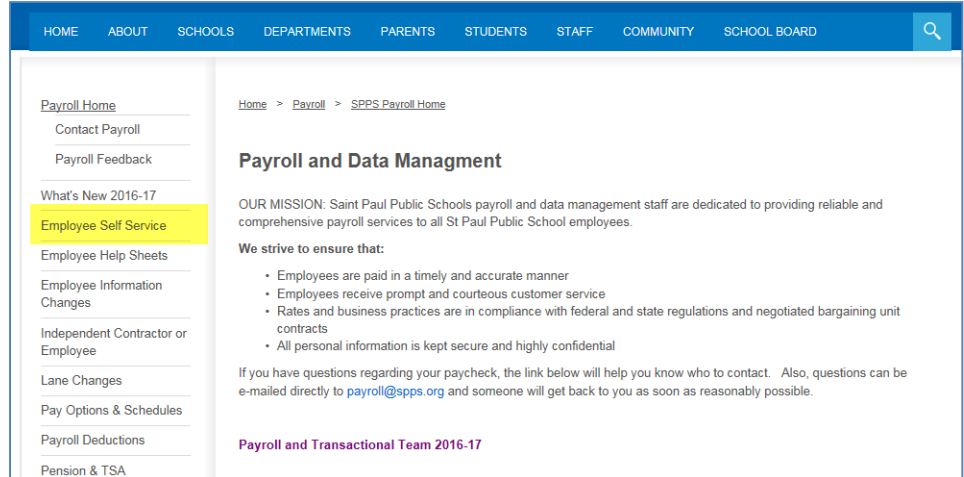 HOME ABOUT SCHOOLS DEPARTMENTS PARENTS STUDENTS STAFF COMMUNITY SCHOOL BOARD
Payroll Home
Contact Payroll
Payroll Feedback
What's New 2016-17
Employee Self Service
Employee Help Sheets
Employee Information
Changes
Independent Contractor or
Employee
Lane Changes
Pay Options & Schedules
Payroll Deductions
Pension & TSA
Home > Payroll > SPPS Payroll Home
Payroll and Data Managment
OUR MISSION: Saint Paul Public Schools payroll and data management staff are dedicated to providing reliable and
comprehensive payroll services to all St Paul Public School employees.
We strive to ensure that:
• Employees are paid in a timely and accurate manner
• Employees receive prompt and courteous customer service
• Rates and business practices are in compliance with federal and state regulations and negotiated bargaining unit
contracts
• All personal information is kept secure and highly confidential
If you have questions regarding your paycheck, the link below will help you know who to contact. Also, questions can be
e-mailed directly to payroll@spps.org and someone will get back to you as soon as reasonably possible.
Payroll and Transactional Team 2016-17